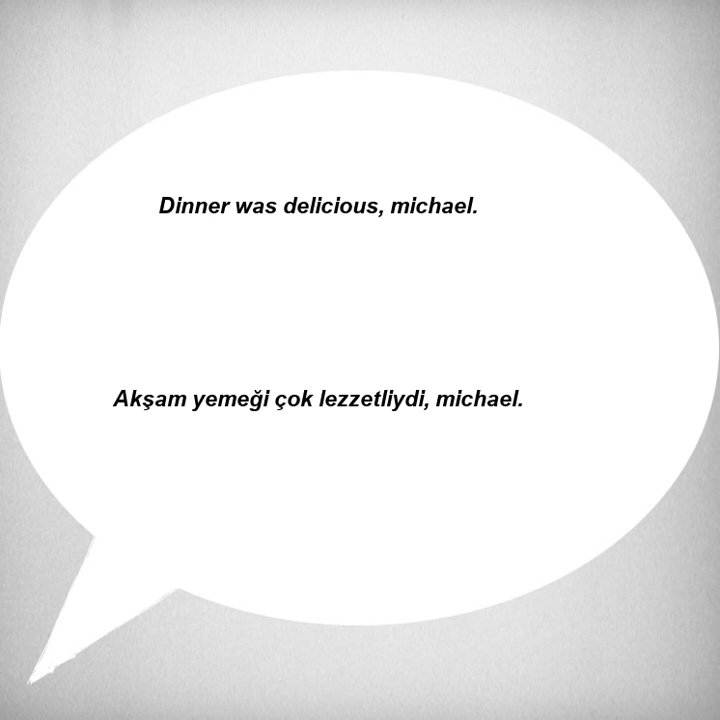 Dinner was delicious, michael.
Akşam yemeği çok lezzetliydi, michael.